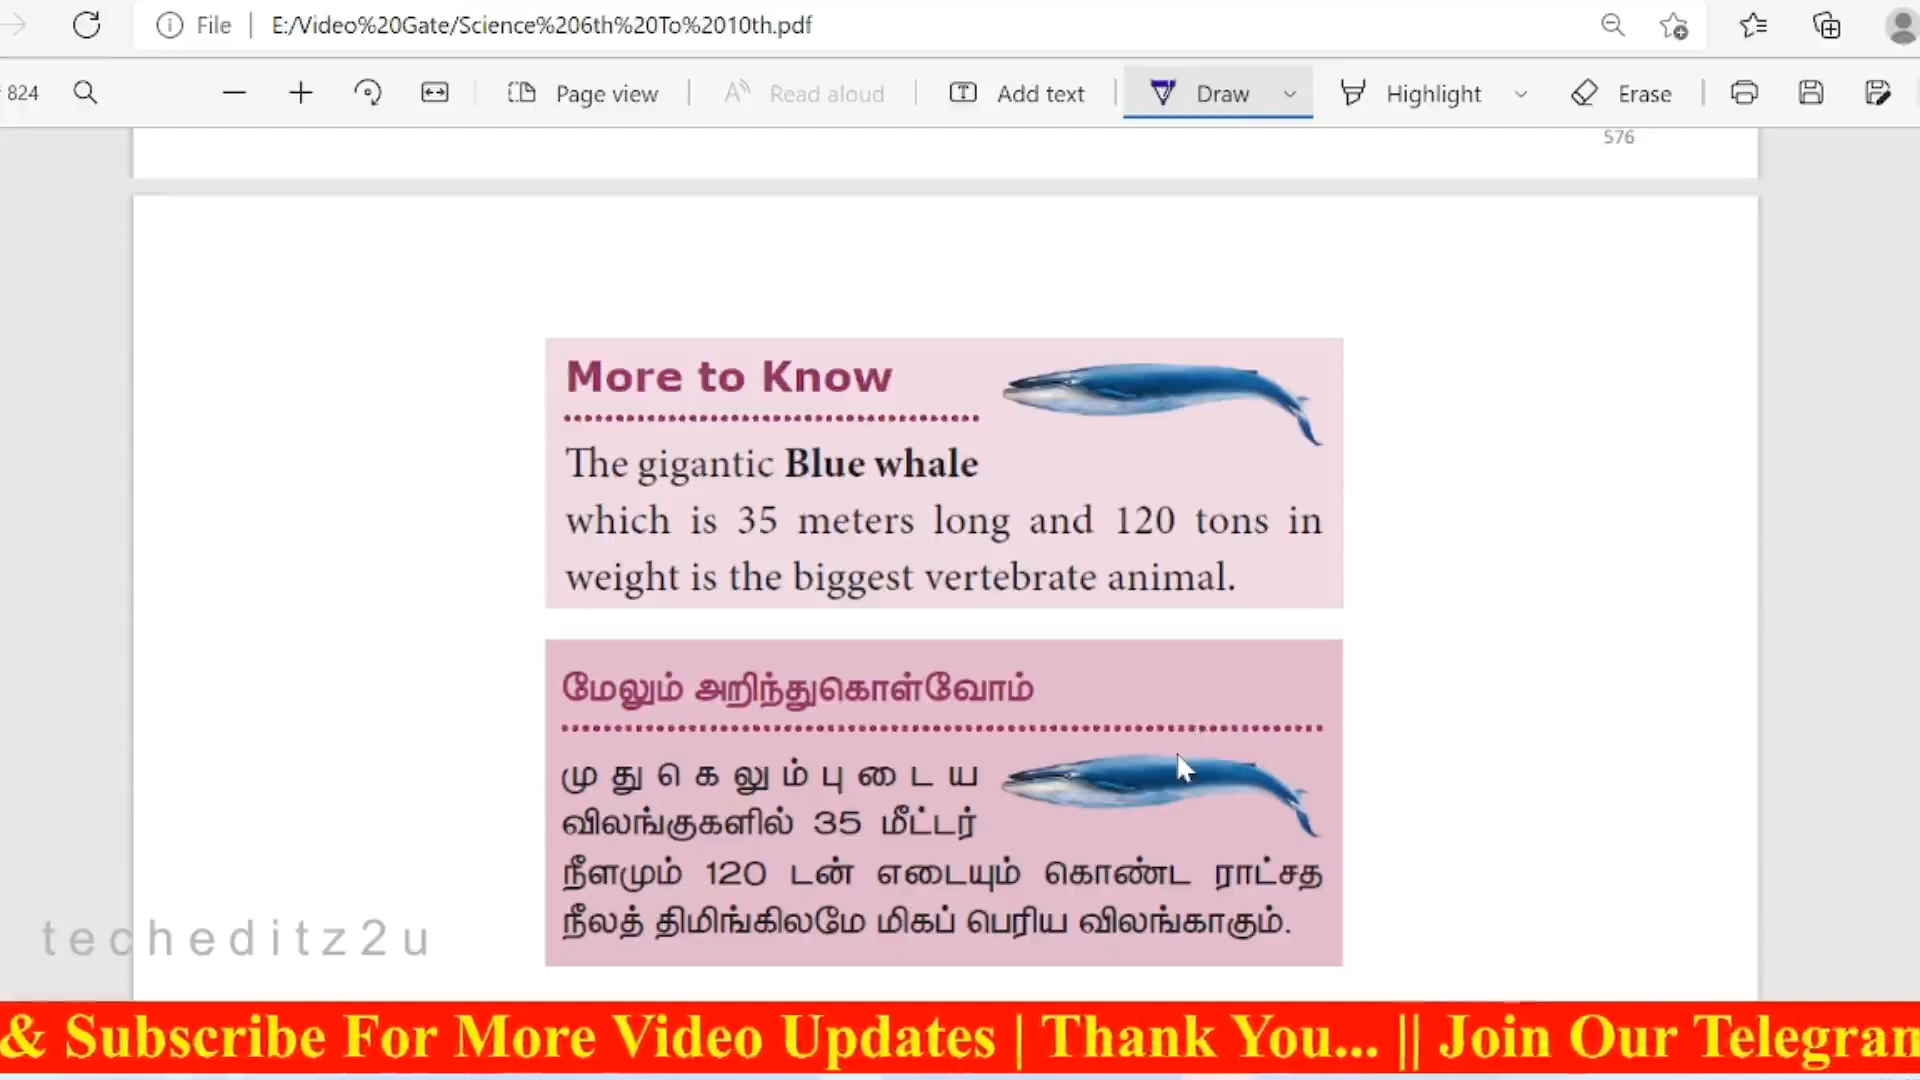 File | E:/Video%20Gate/Science%206th%20To%2010th.pdf
824 Page view Read aloud Add text Draw Highlight Erase
576
More to Know
The gigantic Blue whale
which is 35 meters long and 120 tons in
weight is the biggest vertebrate animal.
மேலும் அறிந்துகொள்வோம்
முதுகெலும்புடைய
விலங்குகளில் 35 மீட்டர்
நீளமும் 120 டன் எடையும் கொண்ட ராட்சத
நீலத் திமிங்கிலமே மிகப் பெரிய விலங்காகும்.
techeditz2u
& Subscribe For More Video Updates | Thank You... || Join Our Telegram